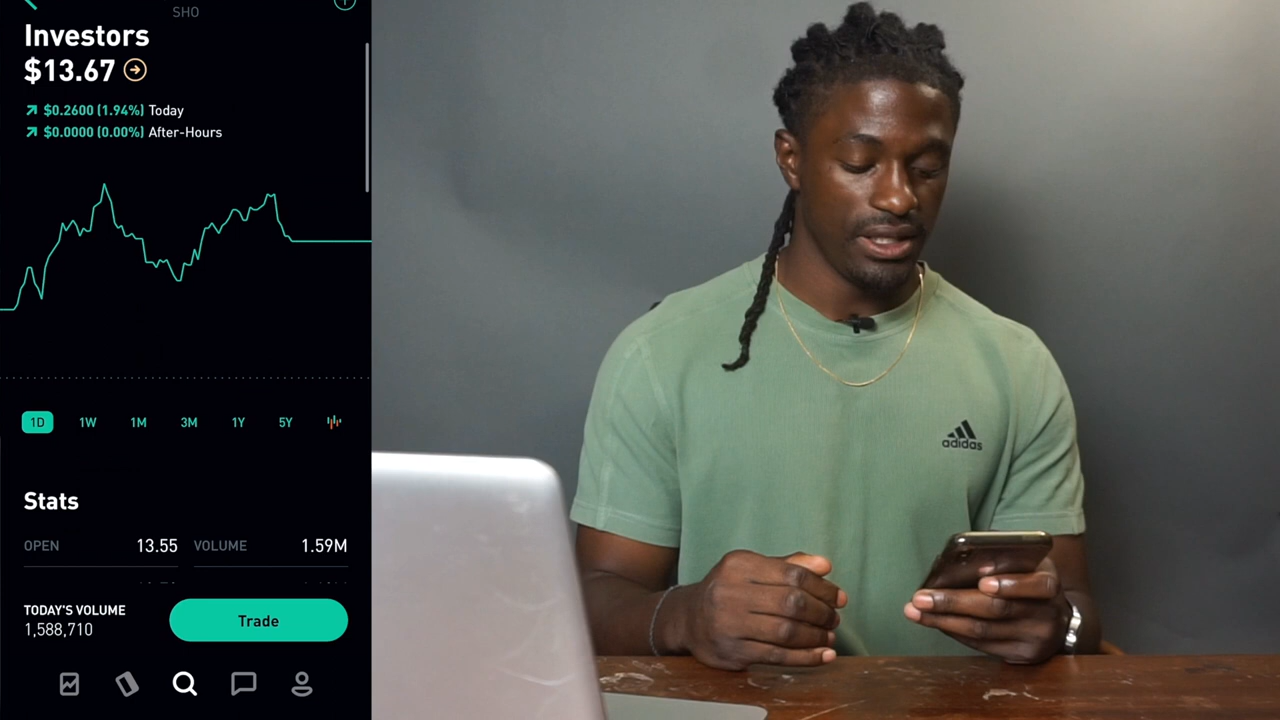 SHO
Investors
$13.67
$0.2600 (1.94%) Today
$0.0000 (0.00%) After-Hours
1D 1W 1M 3M 1Y 5Y
Stats
OPEN 13.55 VOLUME 1.59M
TODAY'S VOLUME
1,588,710
Trade
adidas